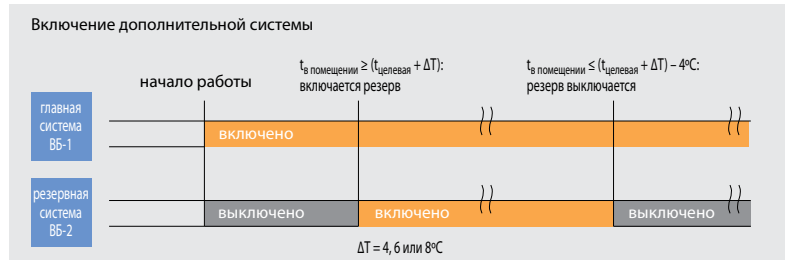 Включение дополнительной системы
начало работы
tв помещении ≥ (tцелевая + ΔT):
включается резерв
tв помещении ≤ (tцелевая + ΔT) – 4ºC:
резерв выключается
главная
система
ВБ-1
включено
резервная
система
ВБ-2
выключено
включено
выключено
ΔT = 4, 6 или 8ºC